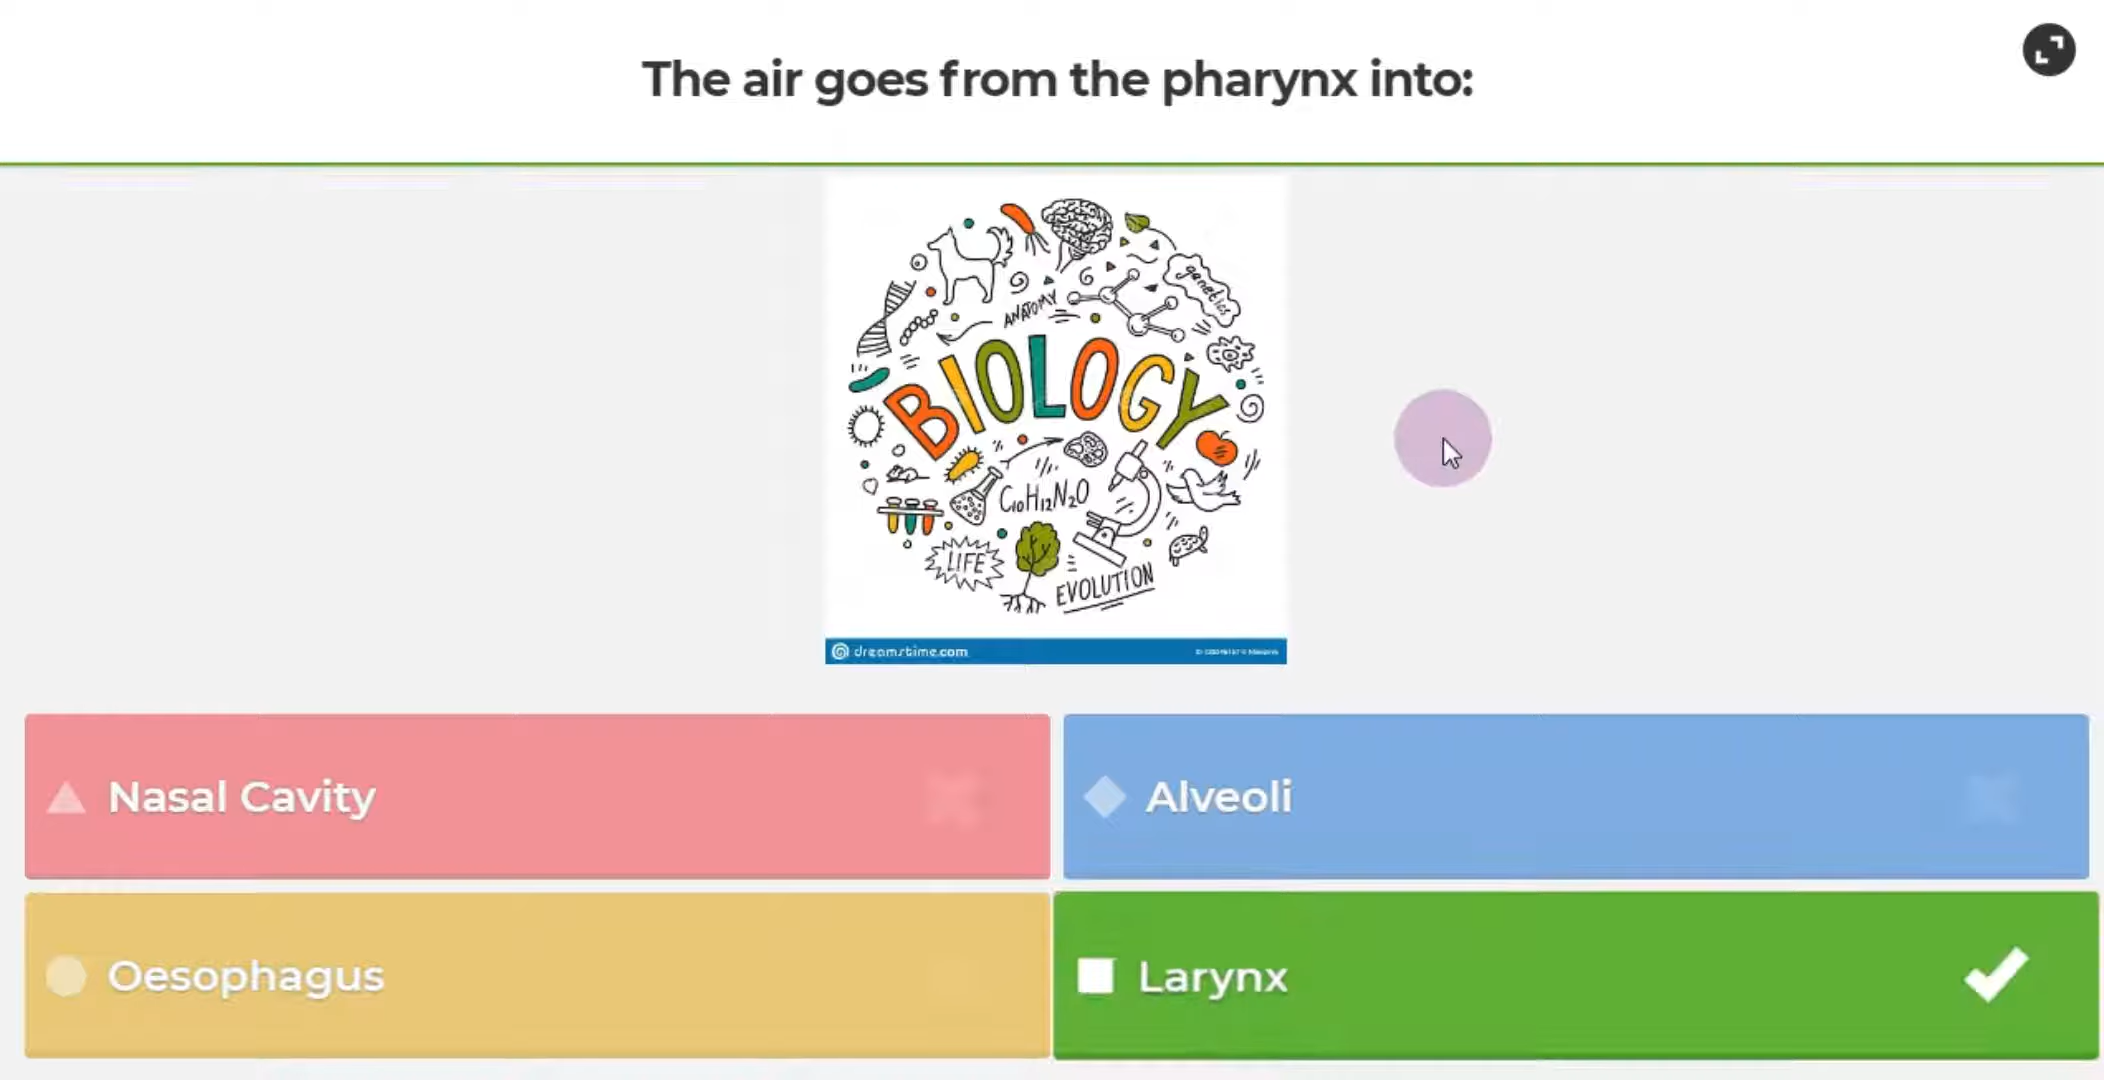 The air goes from the pharynx into:
ANATOMY
genetics
BIOLOGY
C10H12N2O
LIFE
EVOLUTION
dreamstime.com
Nasal Cavity
Alveoli
Oesophagus
Larynx